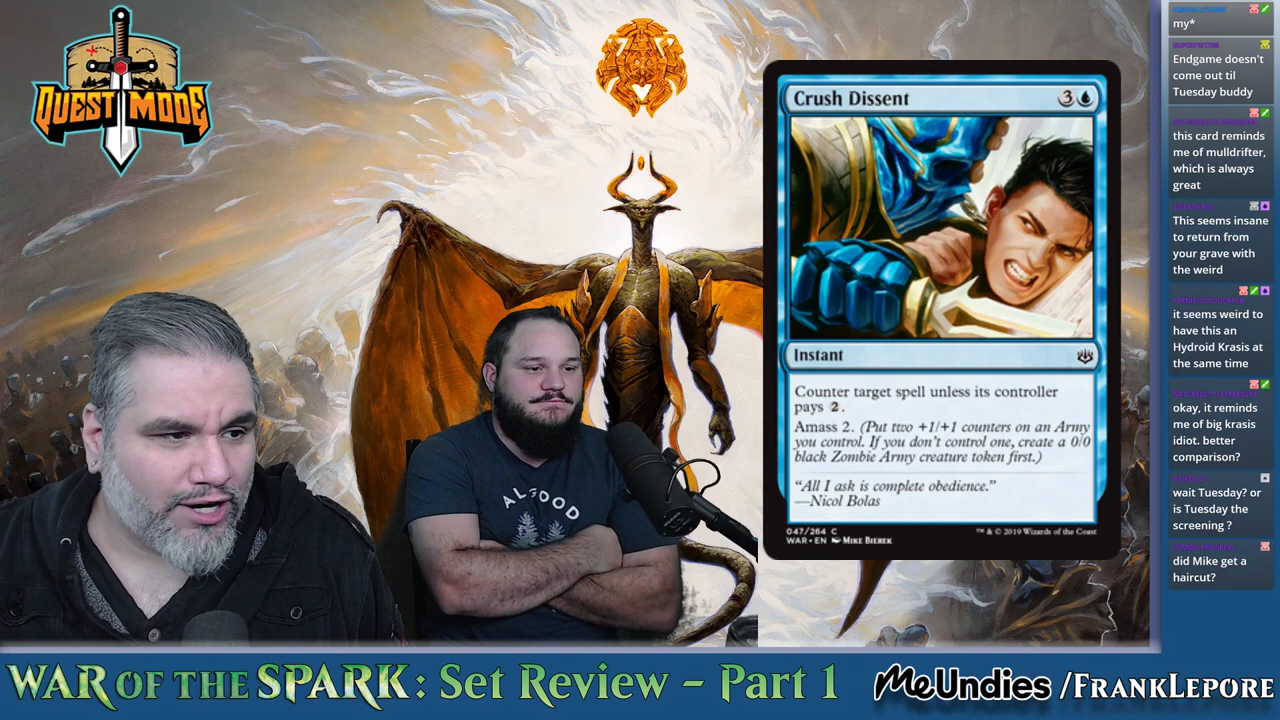 QUEST MODE
ALGOOD
Crush Dissent
3
Instant
Counter target spell unless its controller
pays 2.
Amass 2. (Put two +1/+1 counters on an Army
you control. If you don't control one, create a 0/0
black Zombie Army creature token first.)
"All I ask is complete obedience."
—Nicol Bolas
047/264 C
WAR • EN MIKE BIEREK
™ & © 2019 Wizards of the Coast
my*
Endgame doesn't
come out til
Tuesday buddy
this card reminds
me of mulldrifter,
which is always
great
This seems insane
to return from
your grave with
the weird
it seems weird to
have this an
Hydroid Krasis at
the same time
okay, it reminds
me of big krasis
idiot. better
comparison?
wait Tuesday? or
is Tuesday the
screening ?
did Mike get a
haircut?
WAR OF THE SPARK: Set Review - Part 1
MeUndies /FRANKLEPORE